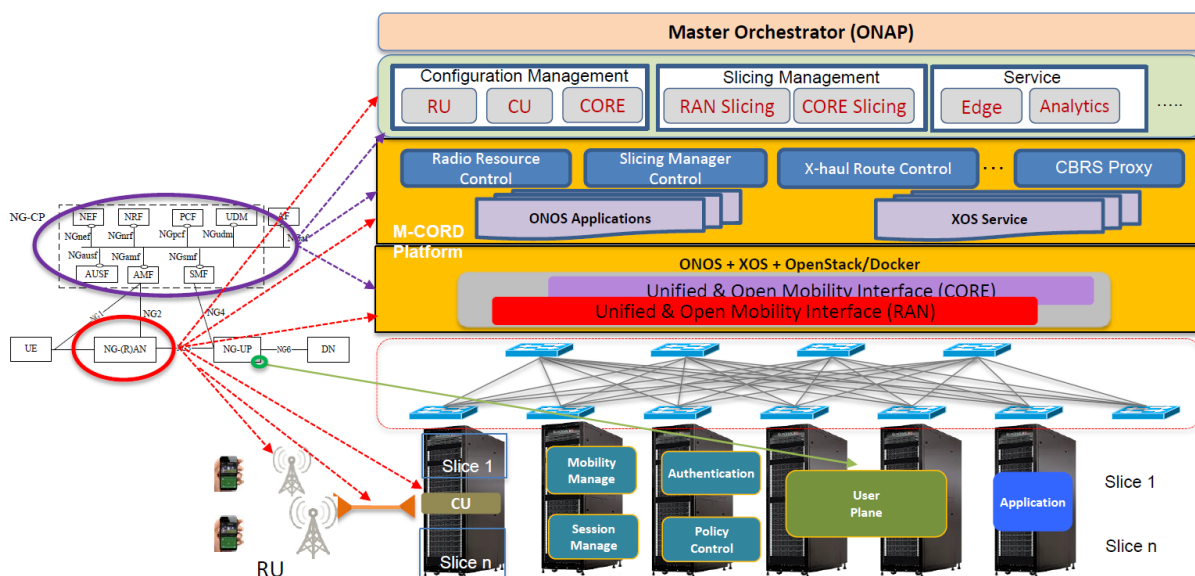 Master Orchestrator (ONAP)
Configuration Management
RU
CU
CORE
Slicing Management
RAN Slicing
CORE Slicing
Service
Edge
Analytics
.....
Radio Resource
Control
Slicing Manager
Control
X-haul Route Control
...
CBRS Proxy
ONOS Applications
XOS Service
M-CORD
Platform
ONOS + XOS + OpenStack/Docker
Unified & Open Mobility Interface (CORE)
Unified & Open Mobility Interface (RAN)
NG-CP
NEF
NRF
PCF
UDM
AF
NGnef
NGnrf
NGpcf
NGudm
NGausf
NGamf
NGsmf
AUSF
AMF
SMF
NG1
NG2
NG4
UE
NG-(R)AN
NG-UP
NG6
DN
Slice 1
CU
Slice n
Mobility
Manage
Session
Manage
Authentication
Policy
Control
User
Plane
Application
Slice 1
Slice n
RU